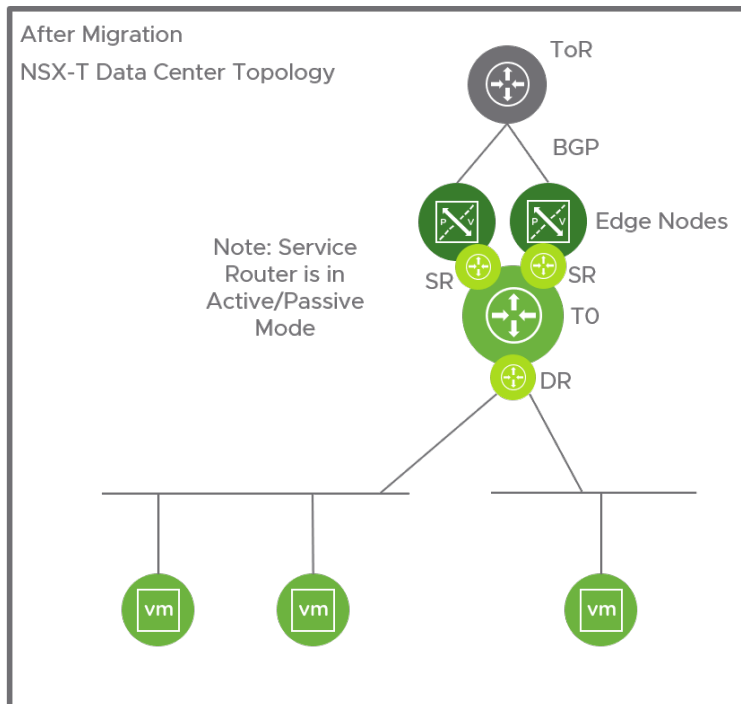 After Migration
NSX-T Data Center Topology
ToR
BGP
P V
P V
Edge Nodes
Note: Service
Router is in
Active/Passive
Mode
SR
SR
T0
DR
vm
vm
vm